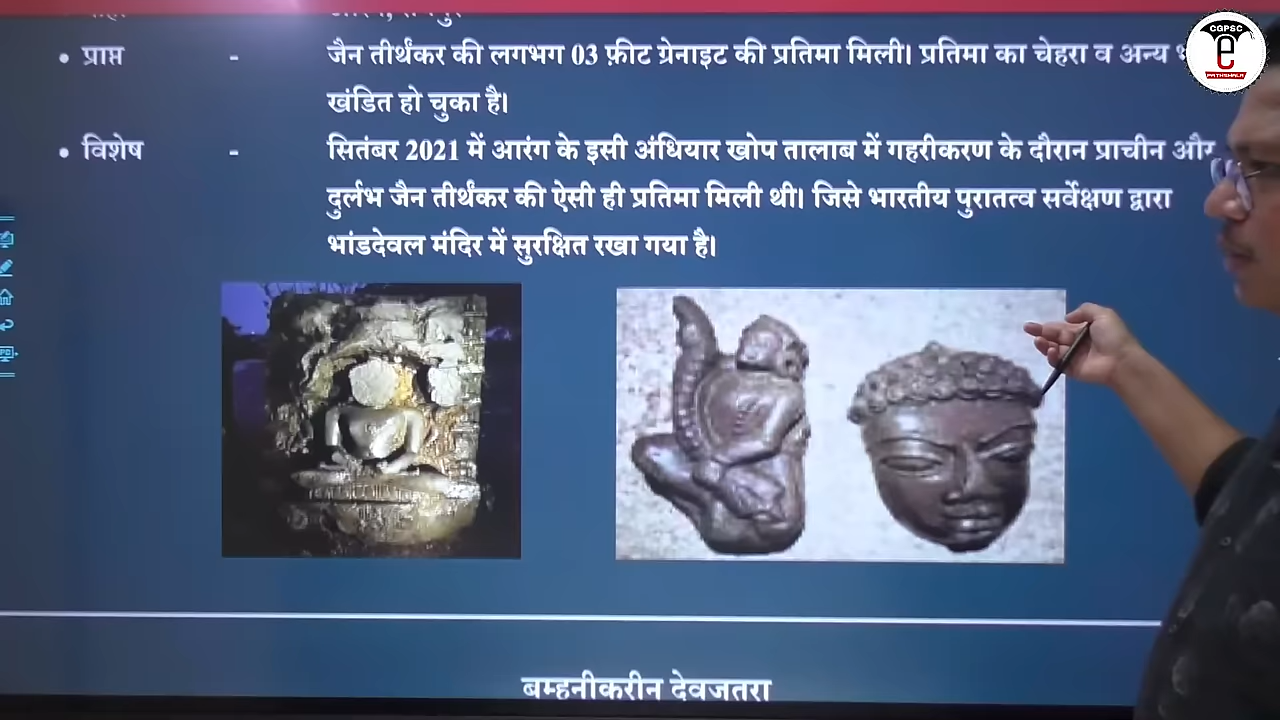 • प्राप्त - जैन तीर्थंकर की लगभग 03 फ़ीट ग्रेनाइट की प्रतिमा मिली। प्रतिमा का चेहरा व अन्य
खंडित हो चुका है।
• विशेष - सितंबर 2021 में आरंग के इसी अंधियार खोप तालाब में गहरीकरण के दौरान प्राचीन और
दुर्लभ जैन तीर्थंकर की ऐसी ही प्रतिमा मिली थी। जिसे भारतीय पुरातत्व सर्वेक्षण द्वारा
भांडदेवल मंदिर में सुरक्षित रखा गया है।
बम्हनीकरीन देवजतरा
CGPSC
e
PATHSHALA